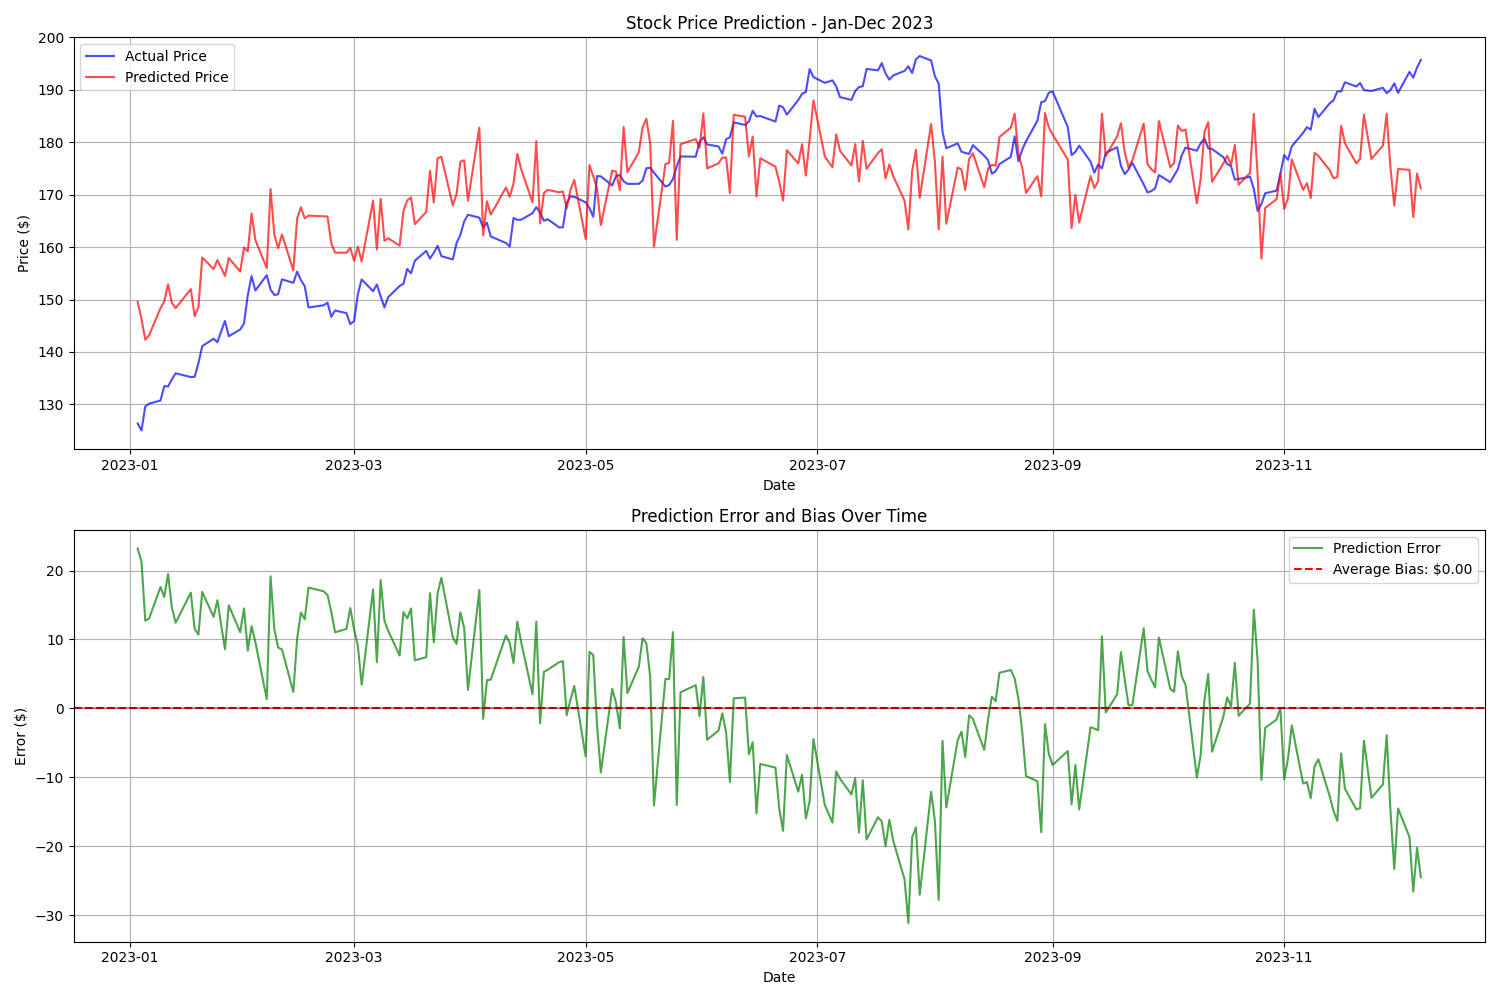 Stock Price Prediction - Jan-Dec 2023
Price ($)
200
190
180
170
160
150
140
130
Actual Price
Predicted Price
2023-01 2023-03 2023-05 2023-07 2023-09 2023-11
Date
Prediction Error and Bias Over Time
Error ($)
20
10
0
−10
−20
−30
Prediction Error
Average Bias: $0.00
2023-01 2023-03 2023-05 2023-07 2023-09 2023-11
Date